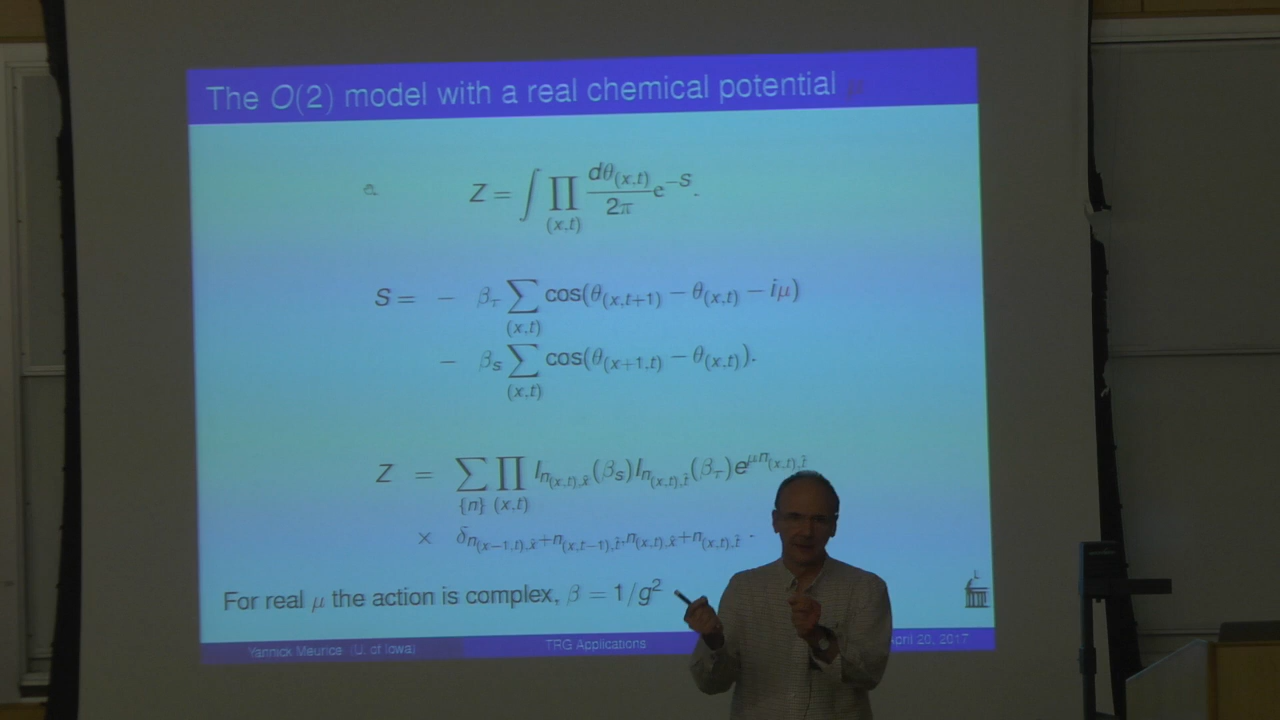 The O(2) model with a real chemical potential μ
Z = ∫ ∏_{(x,t)} dθ_{(x,t)}/2π e^{−S}.
S = − β_τ ∑_{(x,t)} cos(θ_{(x,t+1)} − θ_{(x,t)} − iμ)
− β_s ∑_{(x,t)} cos(θ_{(x+1,t)} − θ_{(x,t)}).
Z = ∑_{{n}} ∏_{(x,t)} I_{n_{(x,t),x̂}}(β_s) I_{n_{(x,t),t̂}}(β_τ) e^{μn_{(x,t),t̂}}
× δ_{n_{(x−1,t),x̂}+n_{(x,t−1),t̂},n_{(x,t),x̂}+n_{(x,t),t̂}} .
For real μ the action is complex, β = 1/g²
Yannick Meurice (U. of Iowa) TRG Applications April 20, 2017